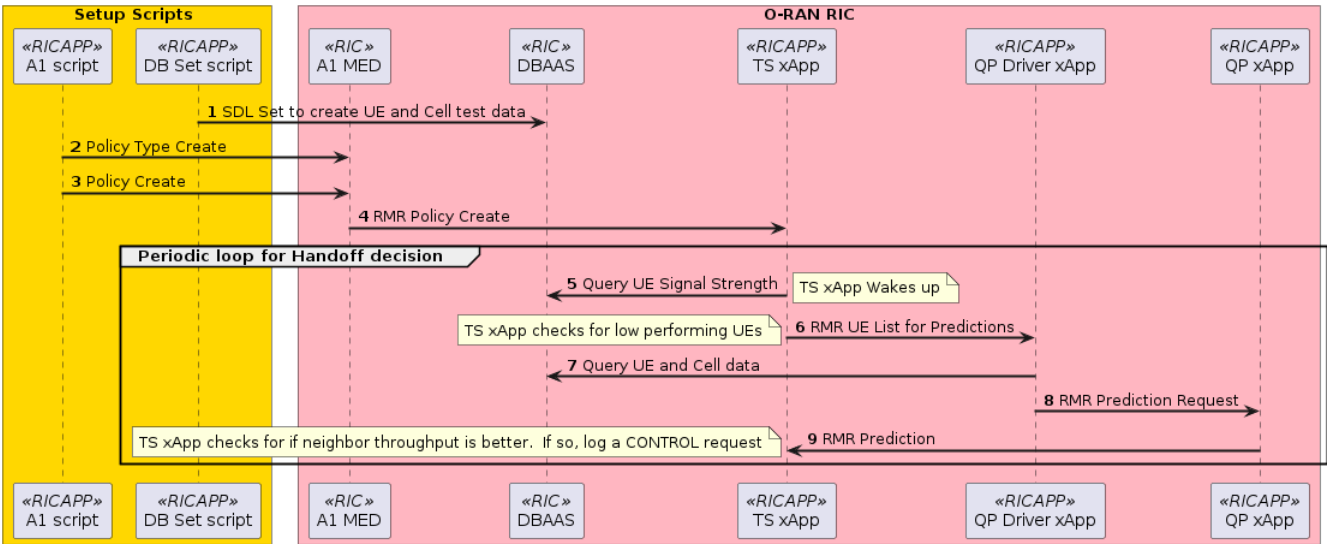 Setup Scripts
O-RAN RIC
«RICAPP»
A1 script
«RICAPP»
DB Set script
«RIC»
A1 MED
«RIC»
DBAAS
«RICAPP»
TS xApp
«RICAPP»
QP Driver xApp
«RICAPP»
QP xApp
1 SDL Set to create UE and Cell test data
2 Policy Type Create
3 Policy Create
4 RMR Policy Create
Periodic loop for Handoff decision
5 Query UE Signal Strength
TS xApp Wakes up
TS xApp checks for low performing UEs
6 RMR UE List for Predictions
7 Query UE and Cell data
8 RMR Prediction Request
TS xApp checks for if neighbor throughput is better.  If so, log a CONTROL request
9 RMR Prediction
«RICAPP»
A1 script
«RICAPP»
DB Set script
«RIC»
A1 MED
«RIC»
DBAAS
«RICAPP»
TS xApp
«RICAPP»
QP Driver xApp
«RICAPP»
QP xApp